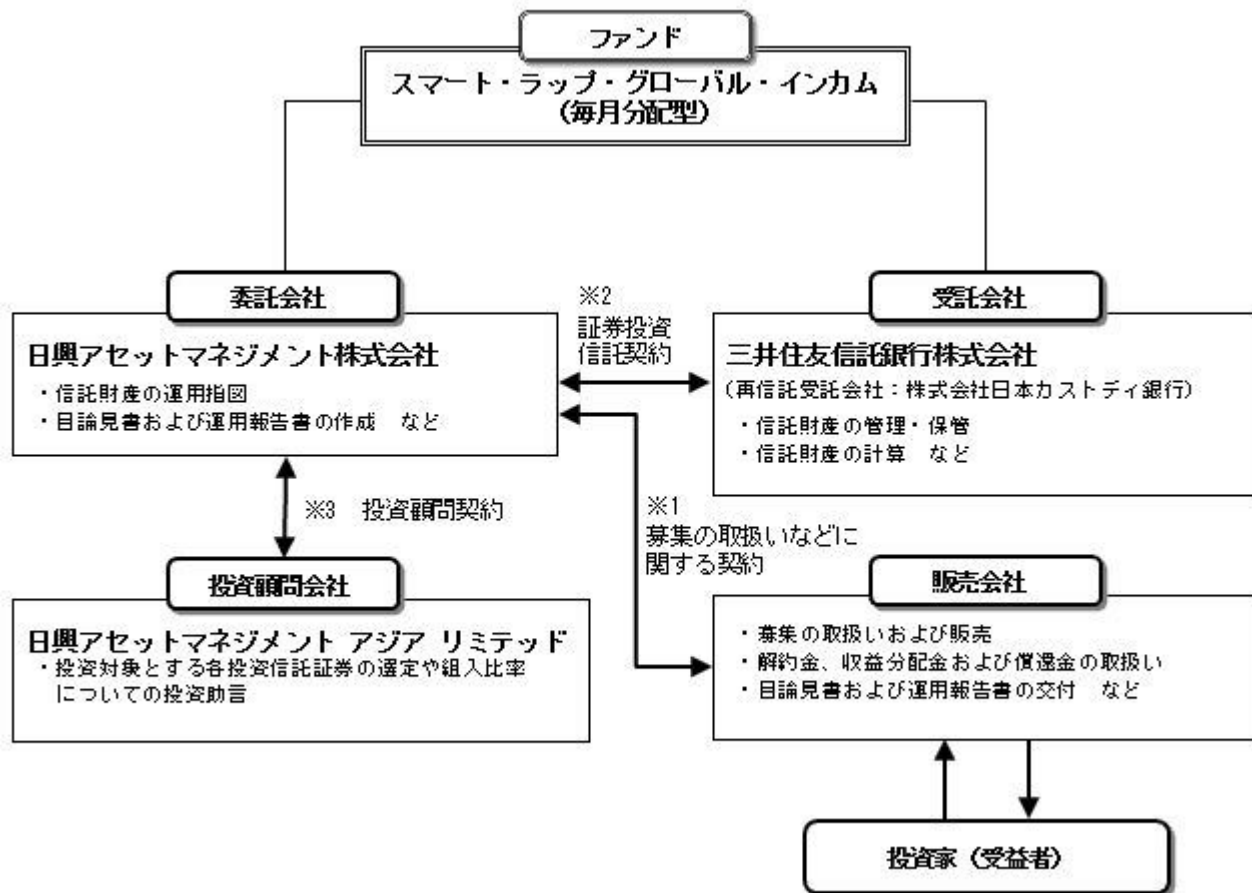 ファンド
スマート・ラップ・グローバル・インカム
(毎月分配型)
委託会社
日興アセットマネジメント株式会社
・信託財産の運用指図
・目論見書および運用報告書の作成　など
※2
証券投資
信託契約
受託会社
三井住友信託銀行株式会社
(再信託受託会社：株式会社日本カストディ銀行)
・信託財産の管理・保管
・信託財産の計算　など
※3　投資顧問契約
※1
募集の取扱いなどに
関する契約
投資顧問会社
日興アセットマネジメント アジア リミテッド
・投資対象とする各投資信託証券の選定や組入比率
についての投資助言
販売会社
・募集の取扱いおよび販売
・解約金、収益分配金および償還金の取扱い
・目論見書および運用報告書の交付　など
投資家（受益者）